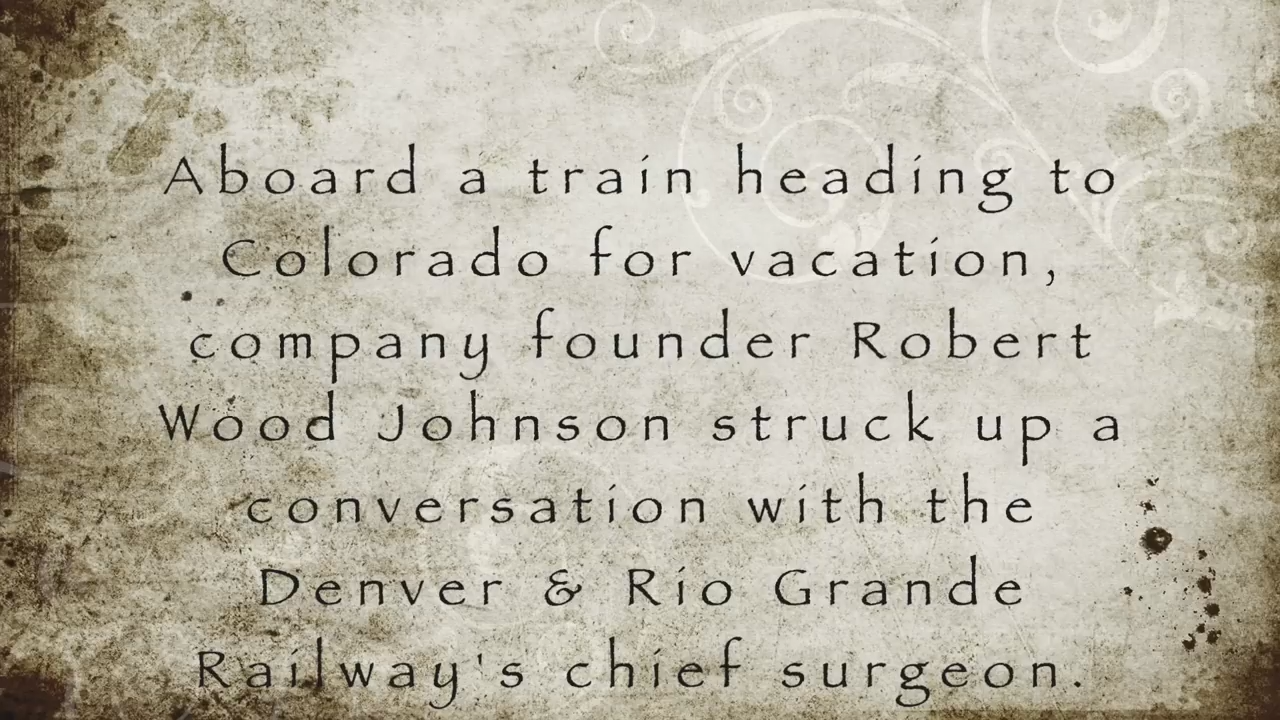 Aboard a train heading to
Colorado for vacation,
company founder Robert
Wood Johnson struck up a
conversation with the
Denver & Rio Grande
Railway's chief surgeon.